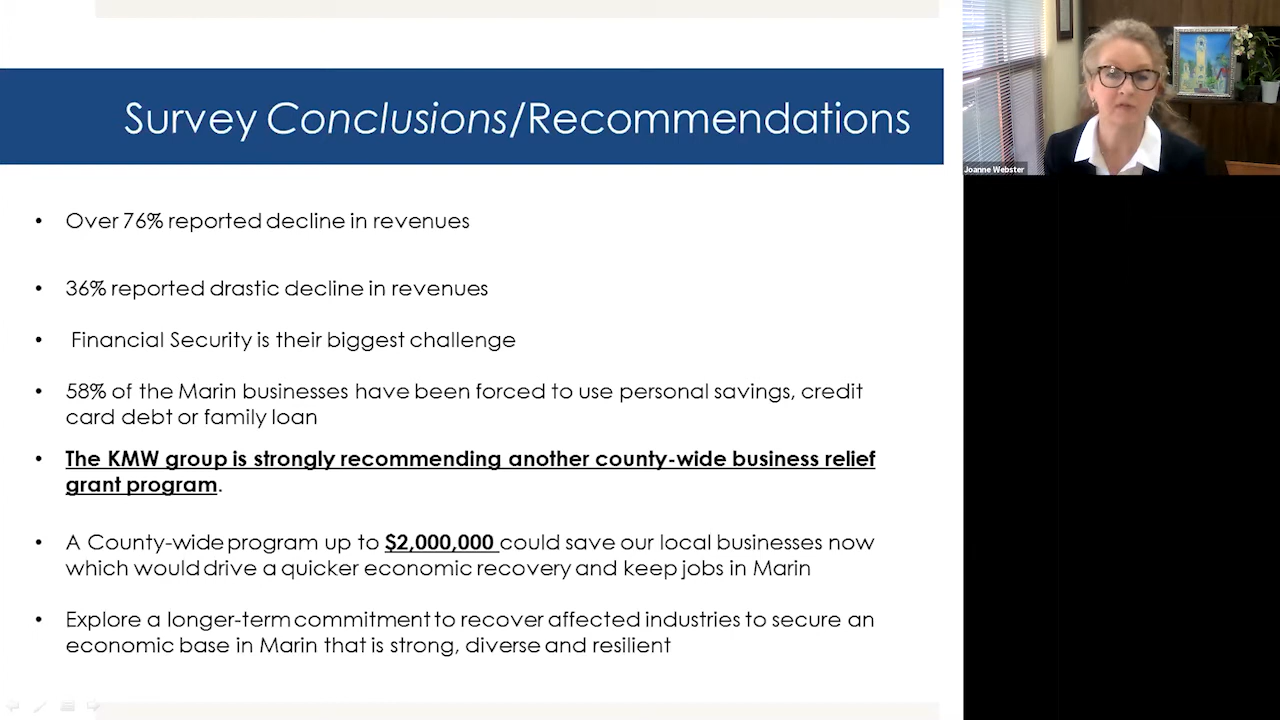 Survey Conclusions/Recommendations
Joanne Webster
• Over 76% reported decline in revenues
• 36% reported drastic decline in revenues
• Financial Security is their biggest challenge
• 58% of the Marin businesses have been forced to use personal savings, credit
card debt or family loan
• The KMW group is strongly recommending another county-wide business relief
grant program.
• A County-wide program up to $2,000,000 could save our local businesses now
which would drive a quicker economic recovery and keep jobs in Marin
• Explore a longer-term commitment to recover affected industries to secure an
economic base in Marin that is strong, diverse and resilient